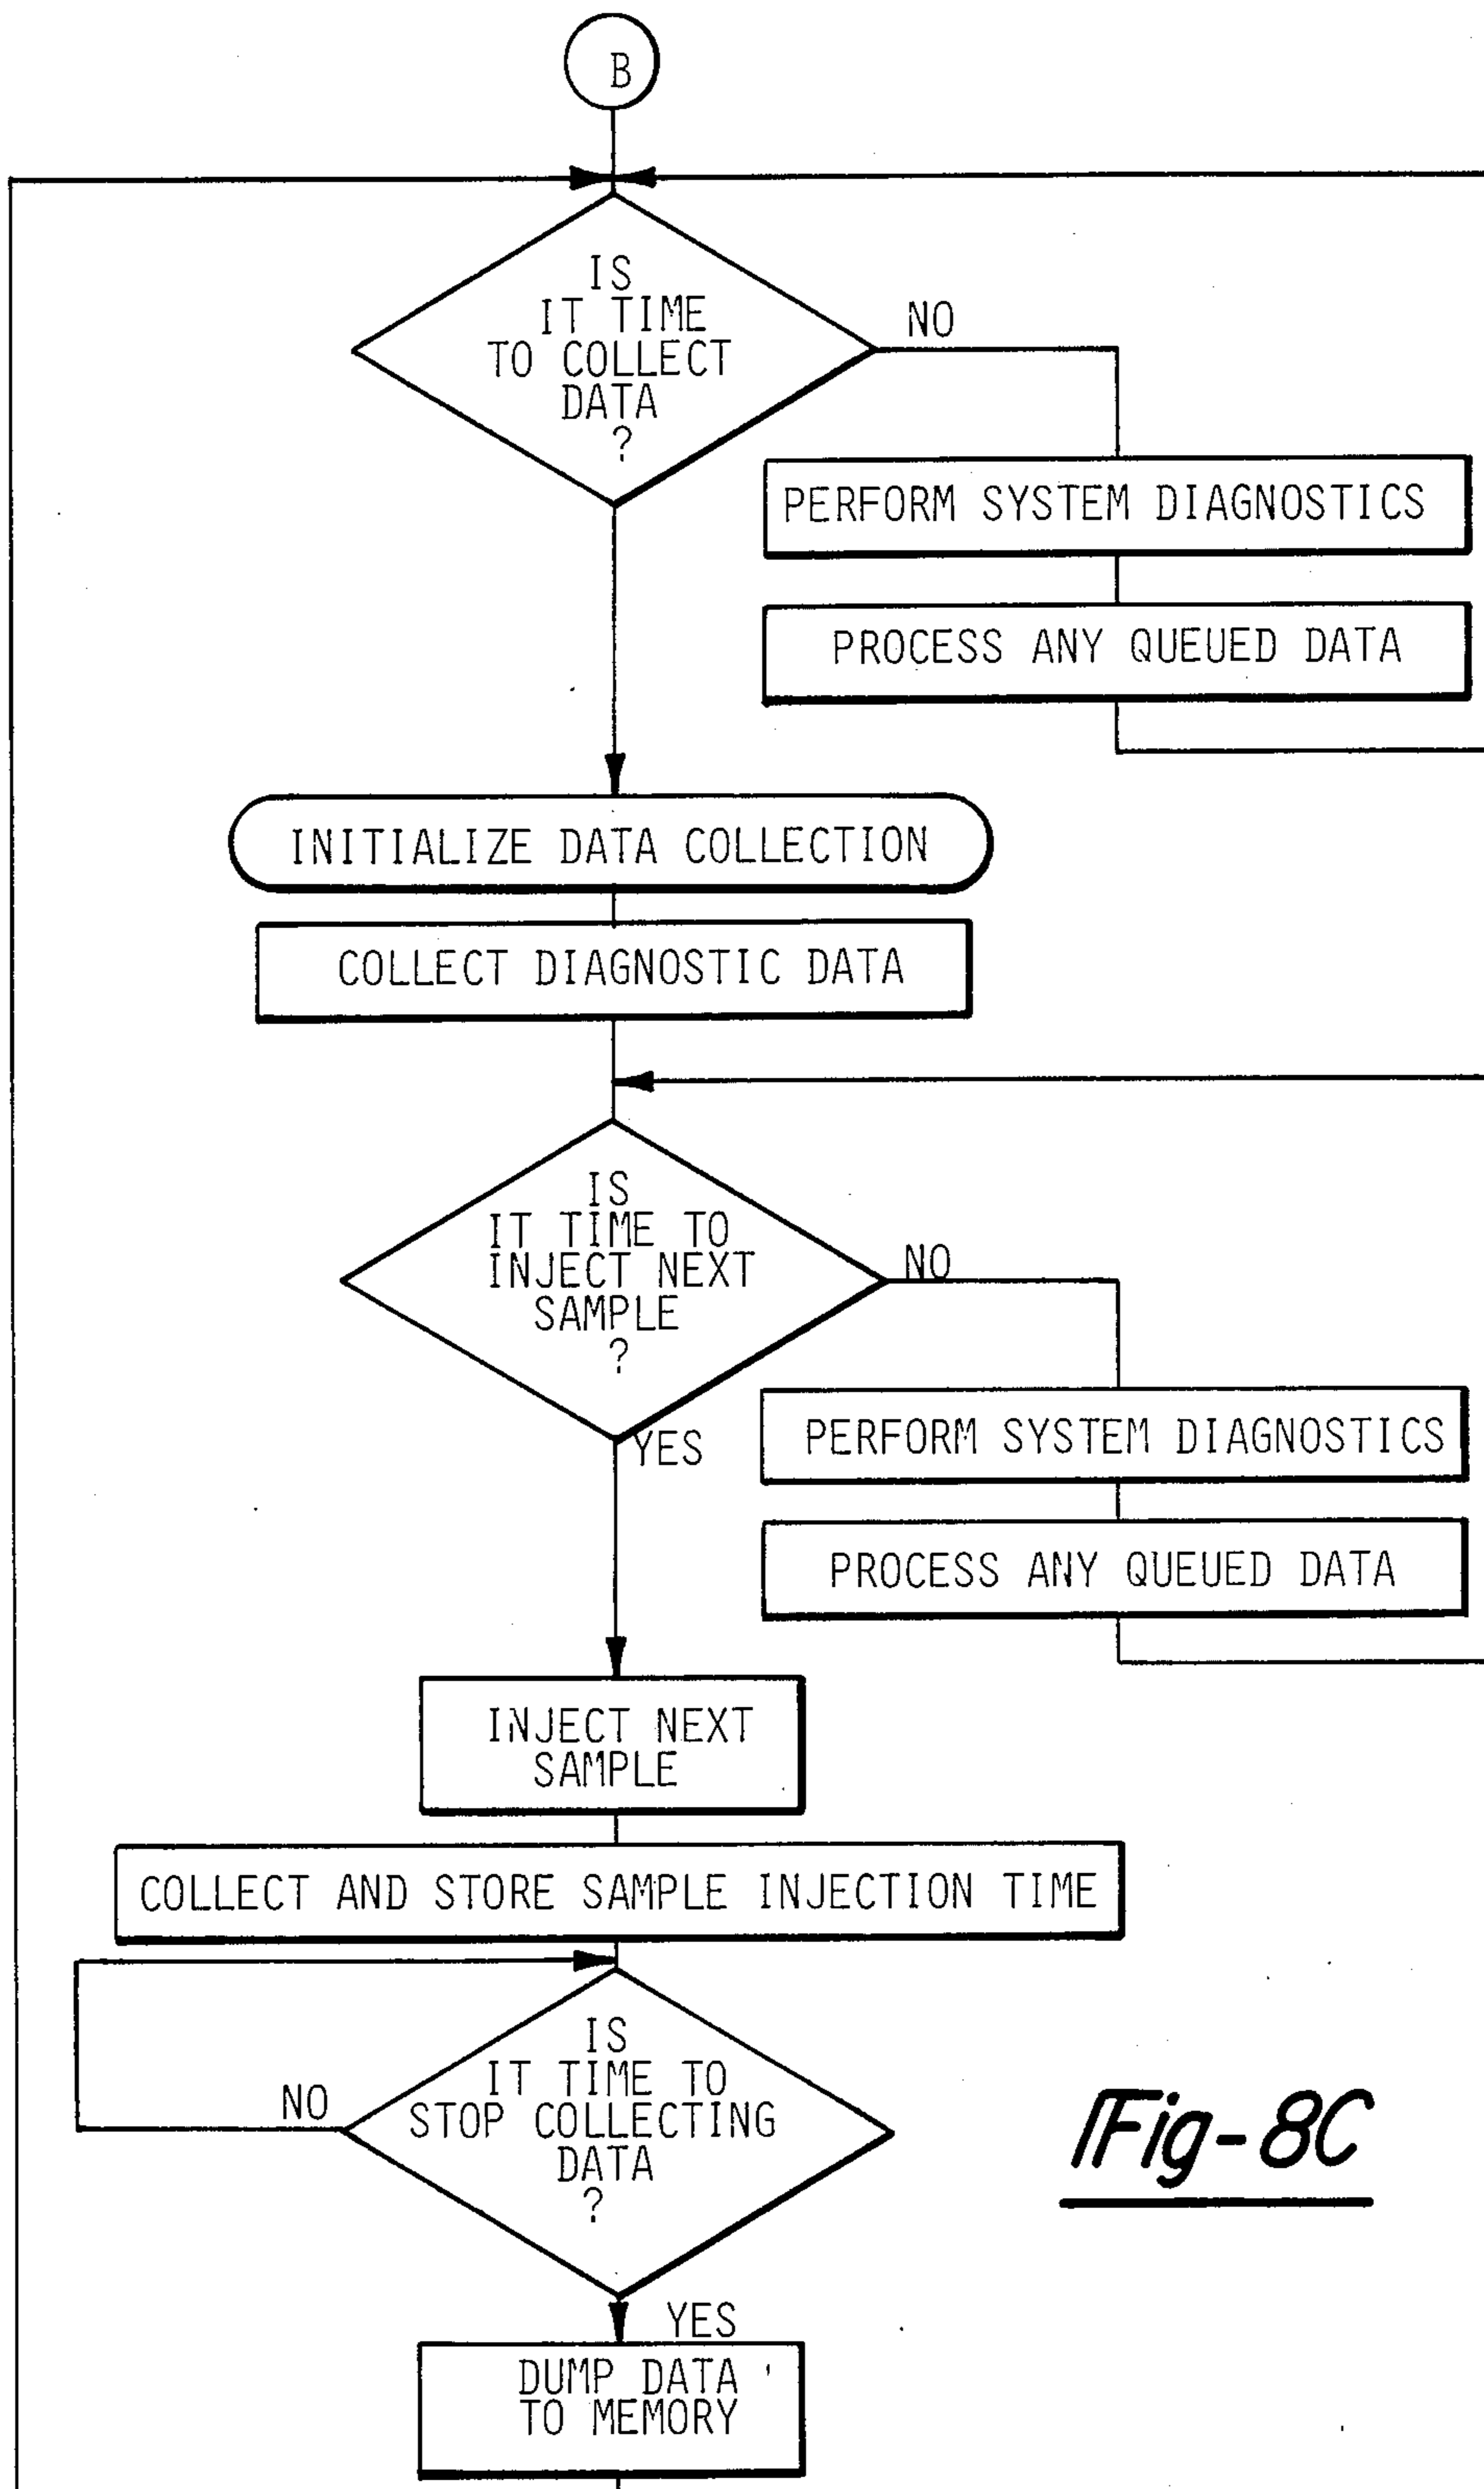 B
IS
IT TIME
TO COLLECT
DATA
?
NO
PERFORM SYSTEM DIAGNOSTICS
PROCESS ANY QUEUED DATA
INITIALIZE DATA COLLECTION
COLLECT DIAGNOSTIC DATA
IS
IT TIME TO
INJECT NEXT
SAMPLE
?
NO
YES
PERFORM SYSTEM DIAGNOSTICS
PROCESS ANY QUEUED DATA
INJECT NEXT
SAMPLE
COLLECT AND STORE SAMPLE INJECTION TIME
IS
IT TIME TO
STOP COLLECTING
DATA
?
NO
YES
DUMP DATA
TO MEMORY
Fig-8C